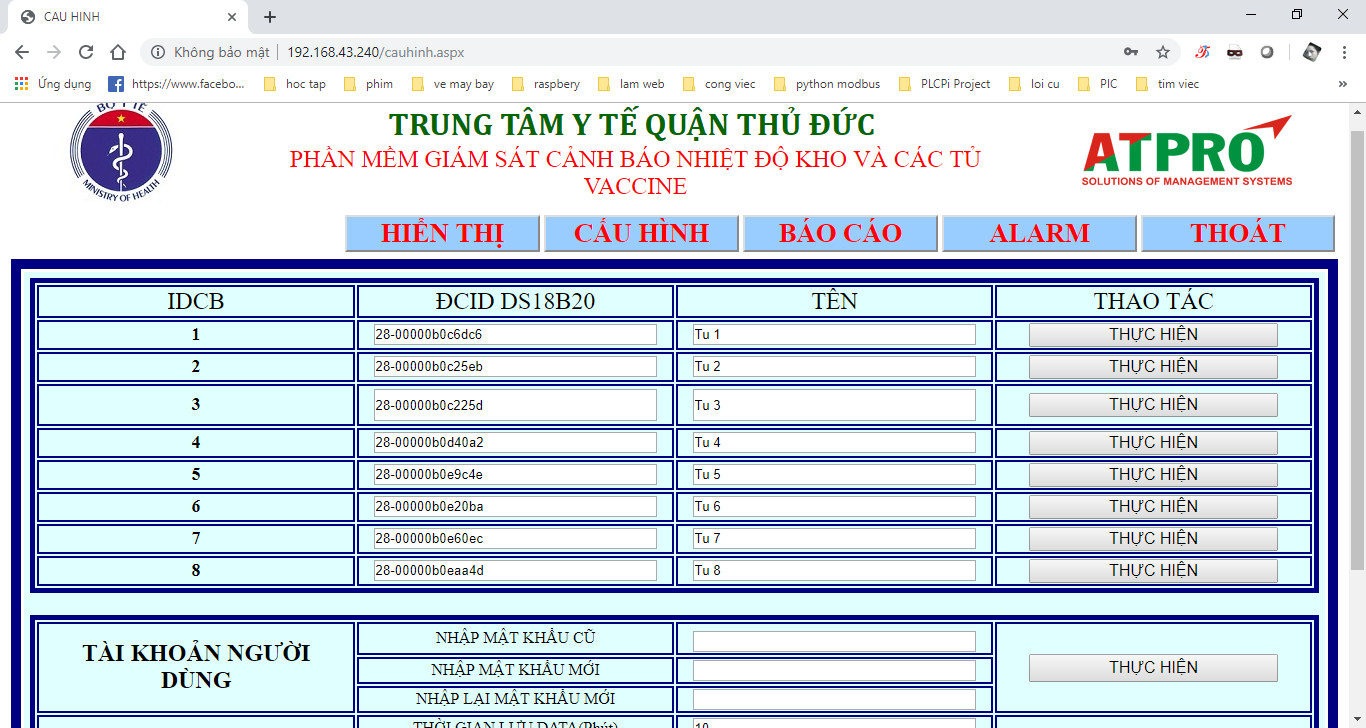 CAU HINH
Không bảo mật
192.168.43.240/cauhinh.aspx
Ứng dụng
https://www.facebo...
hoc tap
phim
ve may bay
raspbery
lam web
cong viec
python modbus
PLCPi Project
loi cu
PIC
tim viec
»
BỘ Y TẾ
MINISTRY OF HEALTH
TRUNG TÂM Y TẾ QUẬN THỦ ĐỨC
PHẦN MỀM GIÁM SÁT CẢNH BÁO NHIỆT ĐỘ KHO VÀ CÁC TỦ
VACCINE
ATPRO
SOLUTIONS OF MANAGEMENT SYSTEMS
HIỂN THỊ
CẤU HÌNH
BÁO CÁO
ALARM
THOÁT
IDCB ĐCID DS18B20 TÊN THAO TÁC
1 28-00000b0c6dc6 Tu 1 THỰC HIỆN
2 28-00000b0c25eb Tu 2 THỰC HIỆN
3 28-00000b0c225d Tu 3 THỰC HIỆN
4 28-00000b0d40a2 Tu 4 THỰC HIỆN
5 28-00000b0e9c4e Tu 5 THỰC HIỆN
6 28-00000b0e20ba Tu 6 THỰC HIỆN
7 28-00000b0e60ec Tu 7 THỰC HIỆN
8 28-00000b0eaa4d Tu 8 THỰC HIỆN
TÀI KHOẢN NGƯỜI
DÙNG
NHẬP MẬT KHẨU CŨ
NHẬP MẬT KHẨU MỚI
NHẬP LẠI MẬT KHẨU MỚI
THỰC HIỆN
THỜI GIAN LƯU DATA(Phút)
10